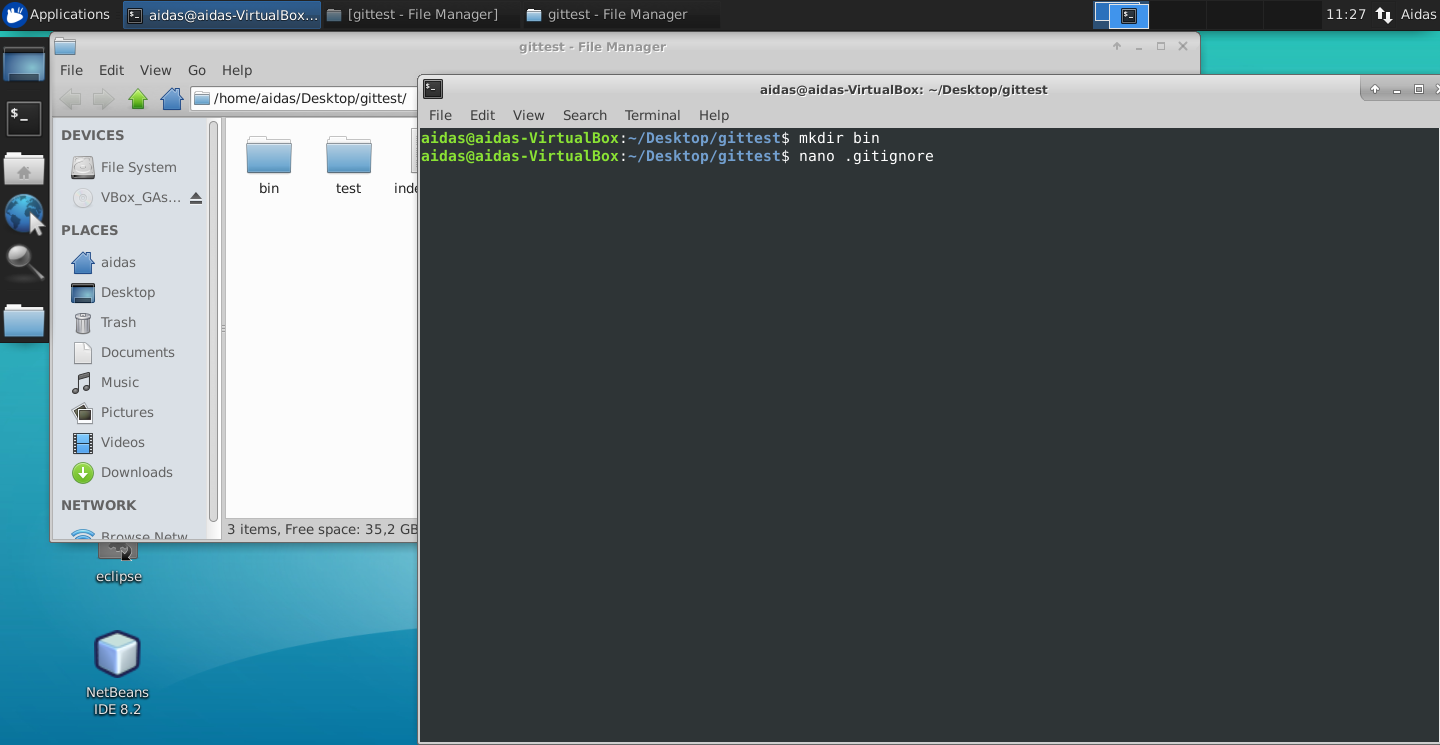 Applications
aidas@aidas-VirtualBox...
[gittest - File Manager]
gittest - File Manager
11:27
Aidas
gittest - File Manager
File Edit View Go Help
/home/aidas/Desktop/gittest/
DEVICES
File System
VBox_GAs...
PLACES
aidas
Desktop
Trash
Documents
Music
Pictures
Videos
Downloads
NETWORK
Browse Netw
bin
test
inde
3 items, Free space: 35,2 GB
aidas@aidas-VirtualBox: ~/Desktop/gittest
File Edit View Search Terminal Help
aidas@aidas-VirtualBox:~/Desktop/gittest$ mkdir bin
aidas@aidas-VirtualBox:~/Desktop/gittest$ nano .gitignore
eclipse
NetBeans
IDE 8.2